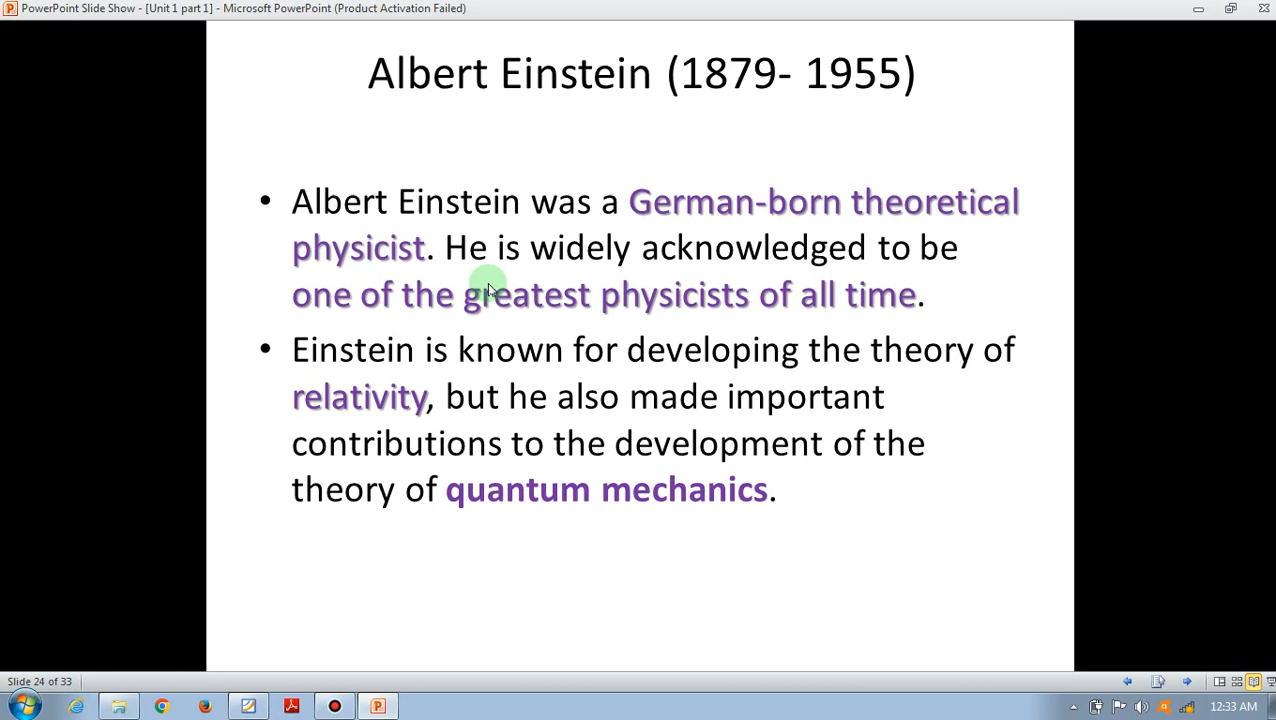 PowerPoint Slide Show - [Unit 1 part 1] - Microsoft PowerPoint (Product Activation Failed)
Albert Einstein (1879- 1955)
• Albert Einstein was a German-born theoretical
physicist. He is widely acknowledged to be
one of the greatest physicists of all time.
• Einstein is known for developing the theory of
relativity, but he also made important
contributions to the development of the
theory of quantum mechanics.
Slide 24 of 33
12:33 AM